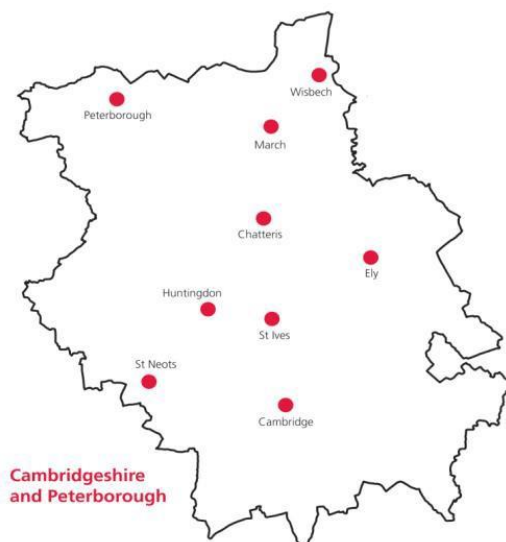 Wisbech
Peterborough
March
Chatteris
Ely
Huntingdon
St Ives
St Neots
Cambridge
Cambridgeshire
and Peterborough